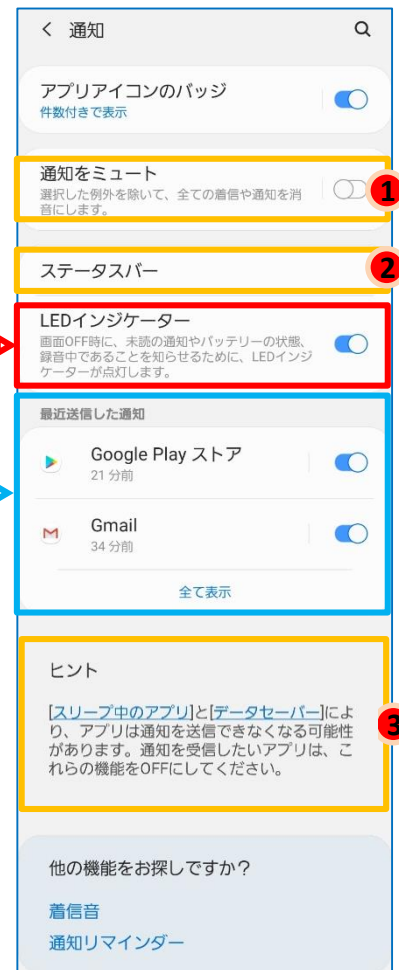 通知
アプリアイコンのバッジ
件数付きで表示
通知をミュート
選択した例外を除いて、全ての着信や通知を消
音にします。
1
ステータスバー
2
LEDインジケーター
画面OFF時に、未読の通知やバッテリーの状態、
録音中であることを知らせるために、LEDインジ
ケーターが点灯します。
最近送信した通知
Google Play ストア
21 分前
Gmail
34 分前
全て表示
ヒント
[スリープ中のアプリ]と[データセーバー]によ
り、アプリは通知を送信できなくなる可能性
があります。通知を受信したいアプリは、こ
れらの機能をOFFにしてください。
3
他の機能をお探しですか？
着信音
通知リマインダー